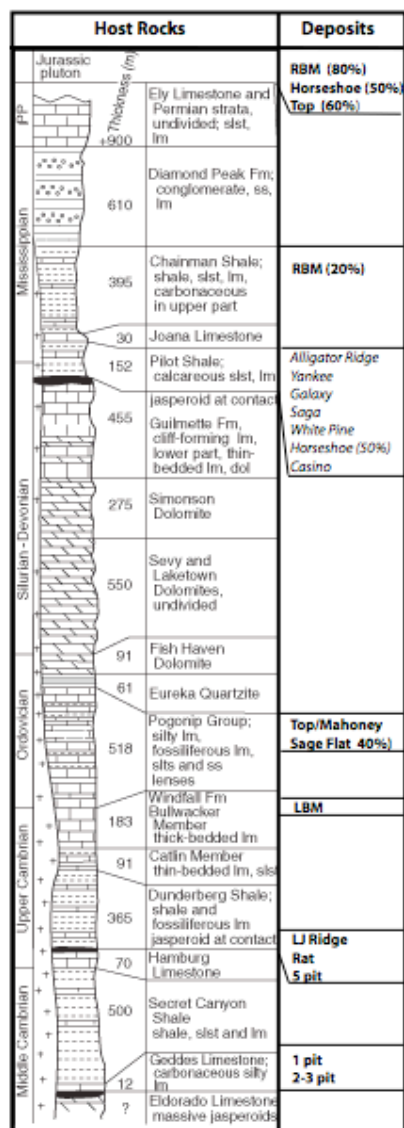 Host Rocks
Deposits
Jurassic
pluton
Thickness (m)
IPP
+900
Ely Limestone and
Permian strata,
undivided; slst,
lm
RBM (80%)
Horseshoe (50%)
Top (60%)
Mississippian
610
Diamond Peak Fm;
conglomerate, ss,
lm
395
Chainman Shale;
shale, slst, lm,
carbonaceous
in upper part
RBM (20%)
30
Joana Limestone
152
Pilot Shale;
calcareous slst, lm
Alligator Ridge
Yankee
Galaxy
Saga
White Pine
Horseshoe (50%)
Casino
Silurian - Devonian
jasperoid at contact
455
Guilmette Fm,
cliff-forming lm,
lower part, thin-
bedded lm, dol
275
Simonson
Dolomite
550
Sevy and
Laketown
Dolomites,
undivided
91
Fish Haven
Dolomite
Ordovician
61
Eureka Quartzite
518
Pogonip Group;
silty lm,
fossiliferous lm,
slts and ss
lenses
Top/Mahoney
Sage Flat 40%)
Upper Cambrian
183
Windfall Fm
Bullwacker
Member
thick-bedded lm
LBM
91
Catlin Member
thin-bedded lm, slst
365
Dunderberg Shale;
shale and
fossiliferous lm
jasperoid at contact
LJ Ridge
Rat
5 pit
70
Hamburg
Limestone
Middle Cambrian
500
Secret Canyon
Shale
shale, slst and lm
12
Geddes Limestone;
carbonaceous silty
lm
1 pit
2-3 pit
?
Eldorado Limestone
massive jasperoids